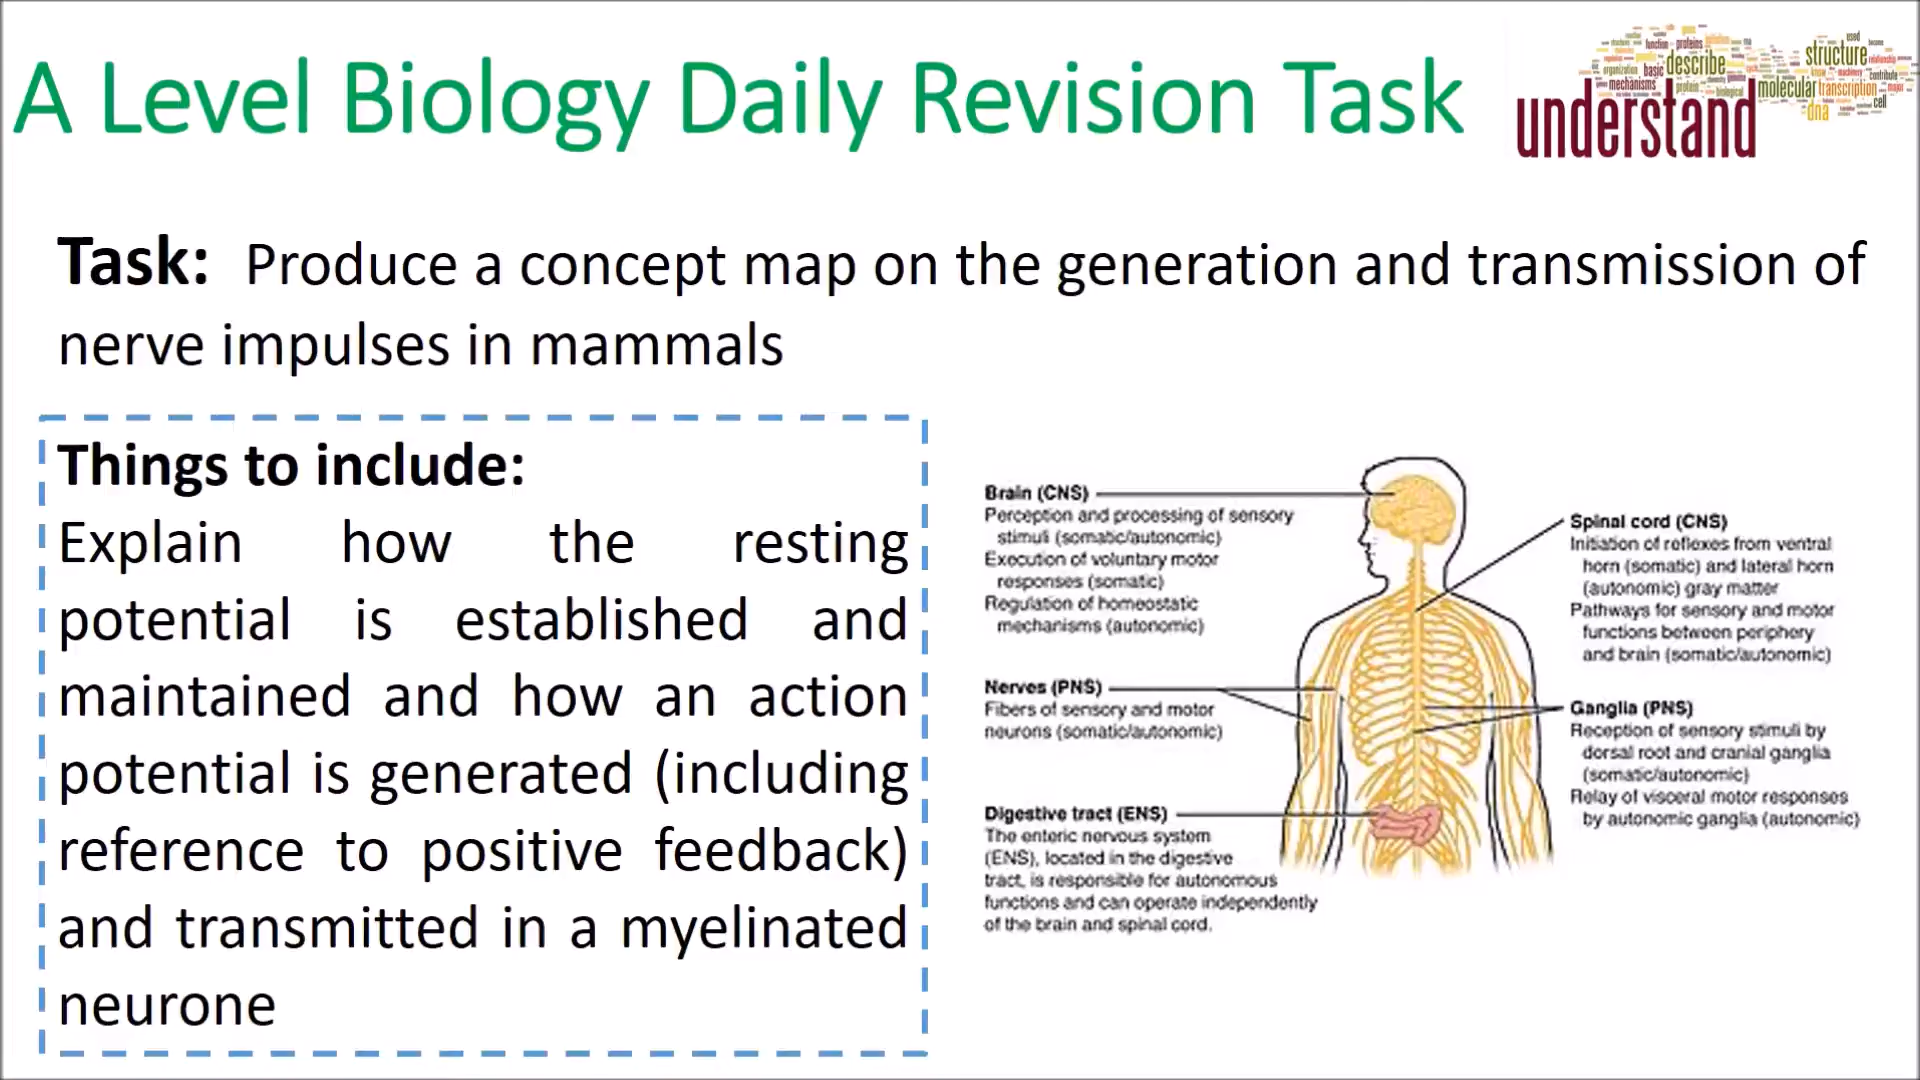 A Level Biology Daily Revision Task
understand
describe
structure
molecular
transcription
dna
cell
basic
mechanisms
organization
function
proteins
protein
contribute
Task: Produce a concept map on the generation and transmission of
nerve impulses in mammals
Things to include:
Explain how the resting
potential is established and
maintained and how an action
potential is generated (including
reference to positive feedback)
and transmitted in a myelinated
neurone
Brain (CNS)
Perception and processing of sensory
stimuli (somatic/autonomic)
Execution of voluntary motor
responses (somatic)
Regulation of homeostatic
mechanisms (autonomic)
Nerves (PNS)
Fibers of sensory and motor
neurons (somatic/autonomic)
Digestive tract (ENS)
The enteric nervous system
(ENS), located in the digestive
tract, is responsible for autonomous
functions and can operate independently
of the brain and spinal cord.
Spinal cord (CNS)
Initiation of reflexes from ventral
horn (somatic) and lateral horn
(autonomic) gray matter
Pathways for sensory and motor
functions between periphery
and brain (somatic/autonomic)
Ganglia (PNS)
Reception of sensory stimuli by
dorsal root and cranial ganglia
(somatic/autonomic)
Relay of visceral motor responses
by autonomic ganglia (autonomic)